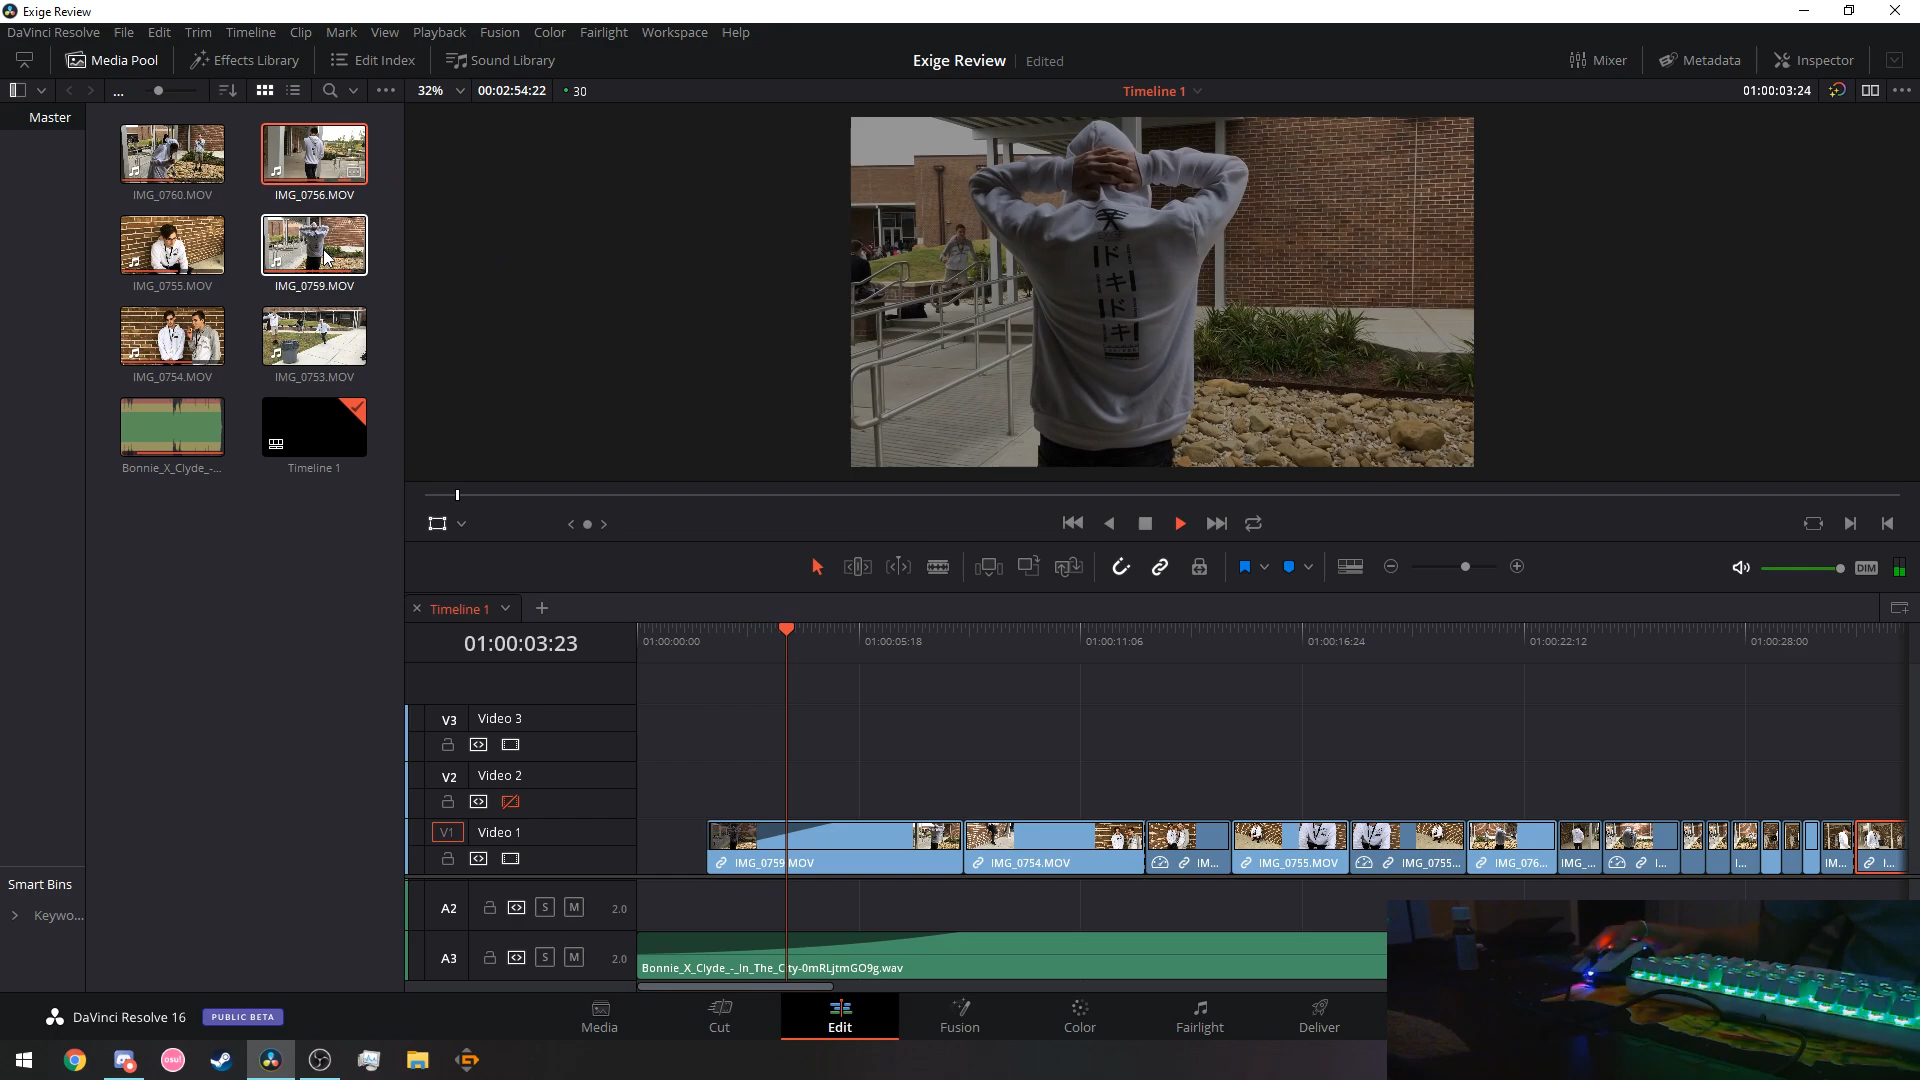 Exige Review
DaVinci Resolve File Edit Trim Timeline Clip Mark View Playback Fusion Color Fairlight Workspace Help
Media Pool Effects Library Edit Index Sound Library Exige Review Edited Mixer Metadata Inspector
... 32% 00:02:54:22 30 Timeline 1 01:00:03:24
Master
IMG_0760.MOV IMG_0756.MOV
IMG_0755.MOV IMG_0759.MOV
IMG_0754.MOV IMG_0753.MOV
Bonnie_X_Clyde_-... Timeline 1
ドキドキ
DIM
Timeline 1
01:00:03:23 01:00:00:00 01:00:05:18 01:00:11:06 01:00:16:24 01:00:22:12 01:00:28:00
V3 Video 3
V2 Video 2
V1 Video 1
IMG_0759.MOV IMG_0754.MOV IM... IMG_0755.MOV IMG_0755... IMG_076... IMG_... I... I... IM... I...
Smart Bins
Keywo...
A2 S M 2.0
A3 S M 2.0
Bonnie_X_Clyde_-_In_The_City-0mRLjtmGO9g.wav
DaVinci Resolve 16 PUBLIC BETA
Media Cut Edit Fusion Color Fairlight Deliver
osu!